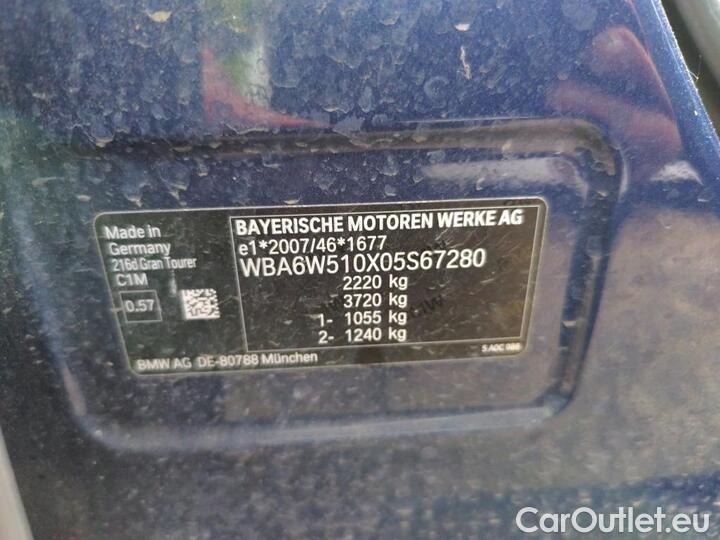 Made in
Germany
216d Gran Tourer
C1M
0.57
BAYERISCHE MOTOREN WERKE AG
e1*2007/46*1677
WBA6W510X05S67280
2220 kg
3720 kg
1- 1055 kg
2- 1240 kg
BMW AG DE-80788 München
CarOutlet.eu